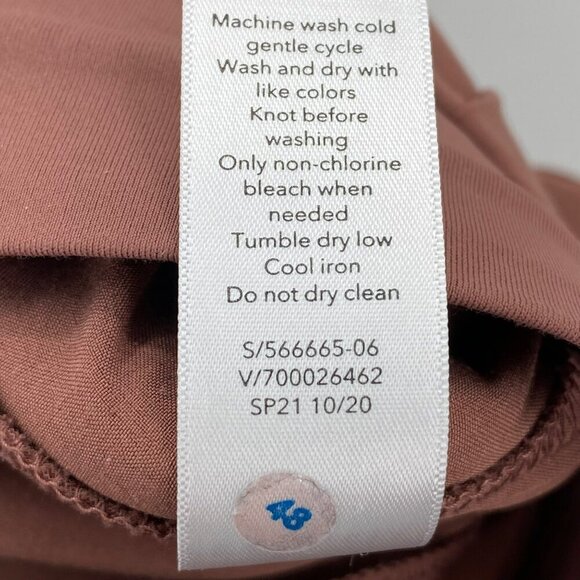 Machine wash cold
gentle cycle
Wash and dry with
like colors
Knot before
washing
Only non-chlorine
bleach when
needed
Tumble dry low
Cool iron
Do not dry clean
S/566665-06
V/700026462
SP21 10/20
48